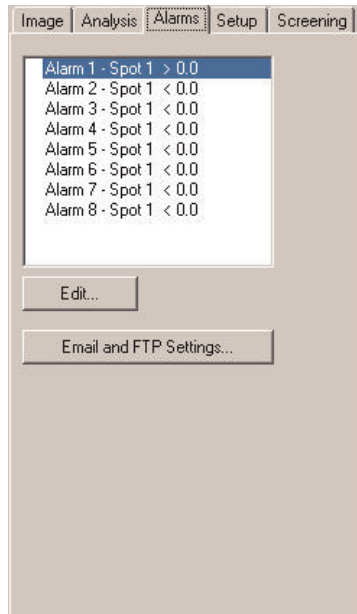 Image Analysis Alarms Setup Screening
Alarm 1 - Spot 1 > 0.0
Alarm 2 - Spot 1 < 0.0
Alarm 3 - Spot 1 < 0.0
Alarm 4 - Spot 1 < 0.0
Alarm 5 - Spot 1 < 0.0
Alarm 6 - Spot 1 < 0.0
Alarm 7 - Spot 1 < 0.0
Alarm 8 - Spot 1 < 0.0
Edit...
Email and FTP Settings...